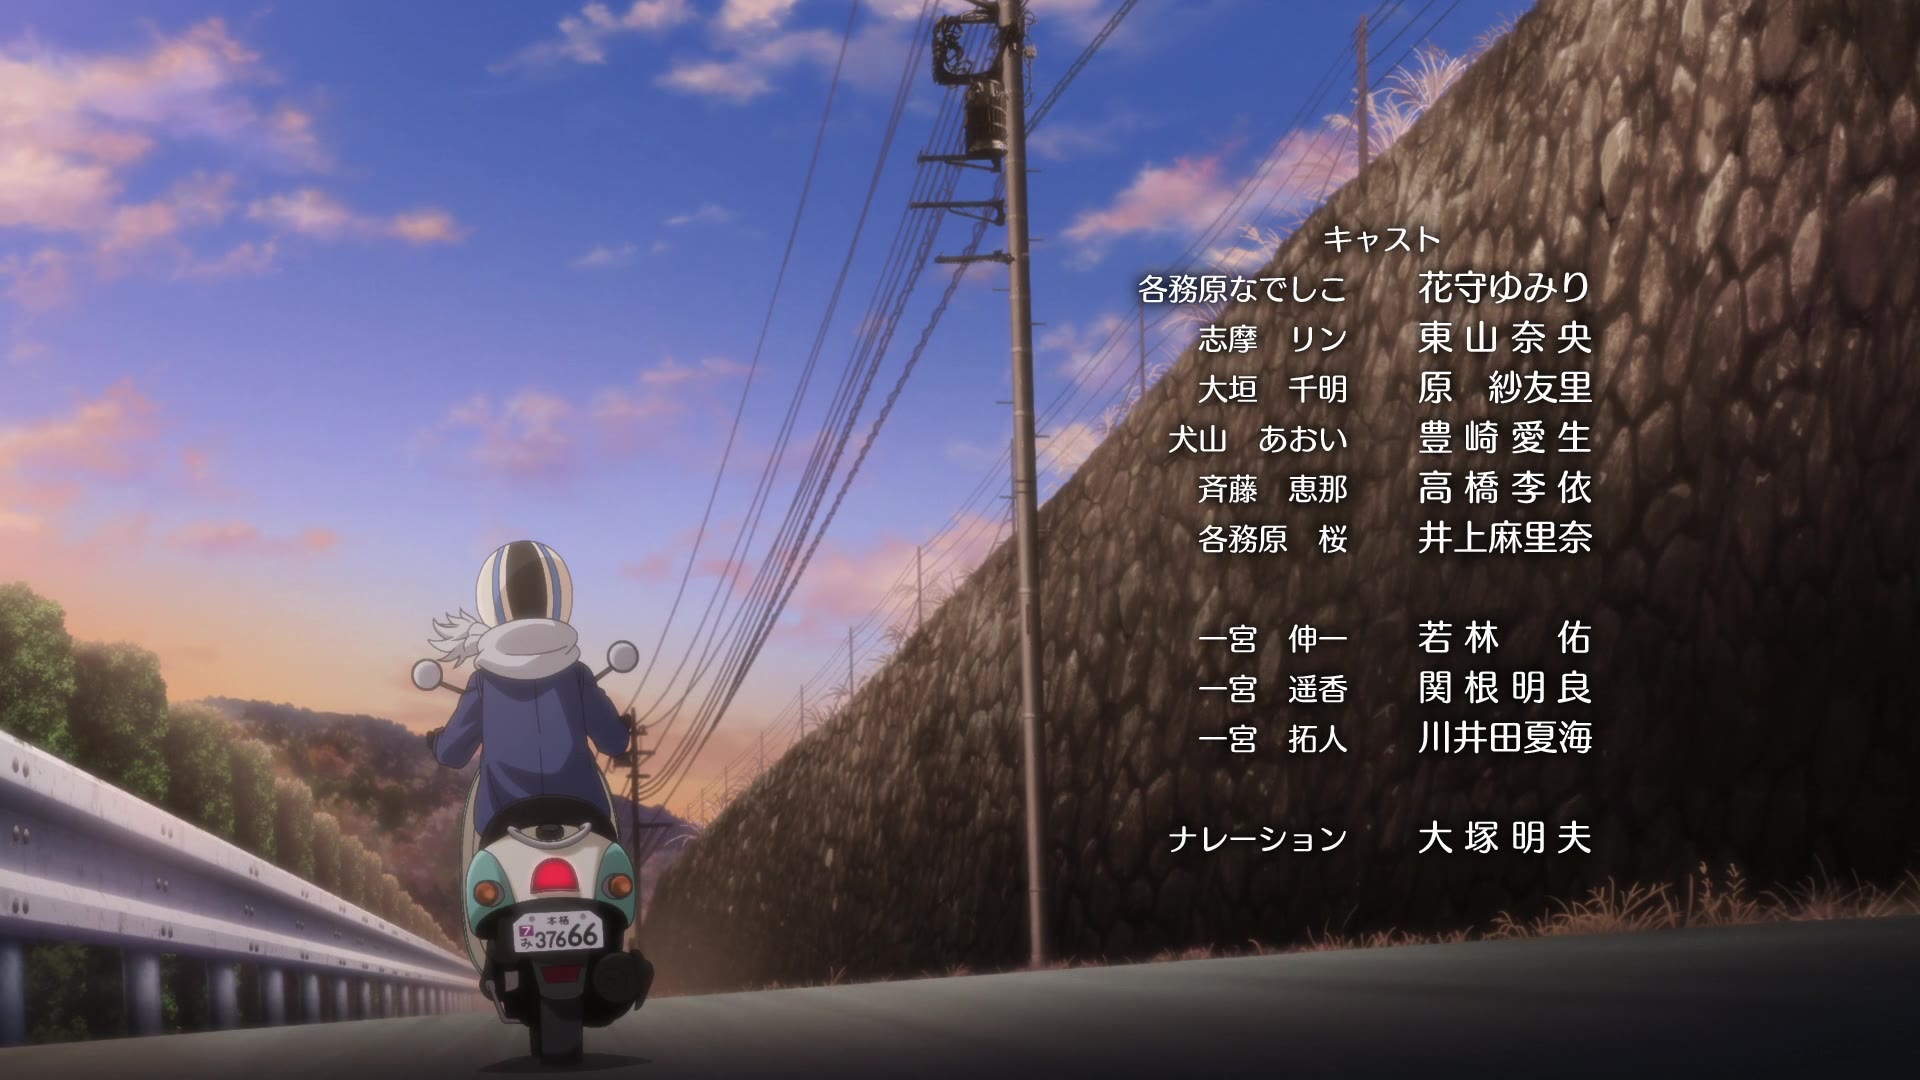 キャスト
各務原なでしこ　花守ゆみり
志摩　リン　東山奈央
大垣　千明　原　紗友里
犬山　あおい　豊崎愛生
斉藤　恵那　高橋李依
各務原　桜　井上麻里奈
一宮　伸一　若林　佑
一宮　遥香　関根明良
一宮　拓人　川井田夏海
ナレーション　大塚明夫
本栖
7
み 37666